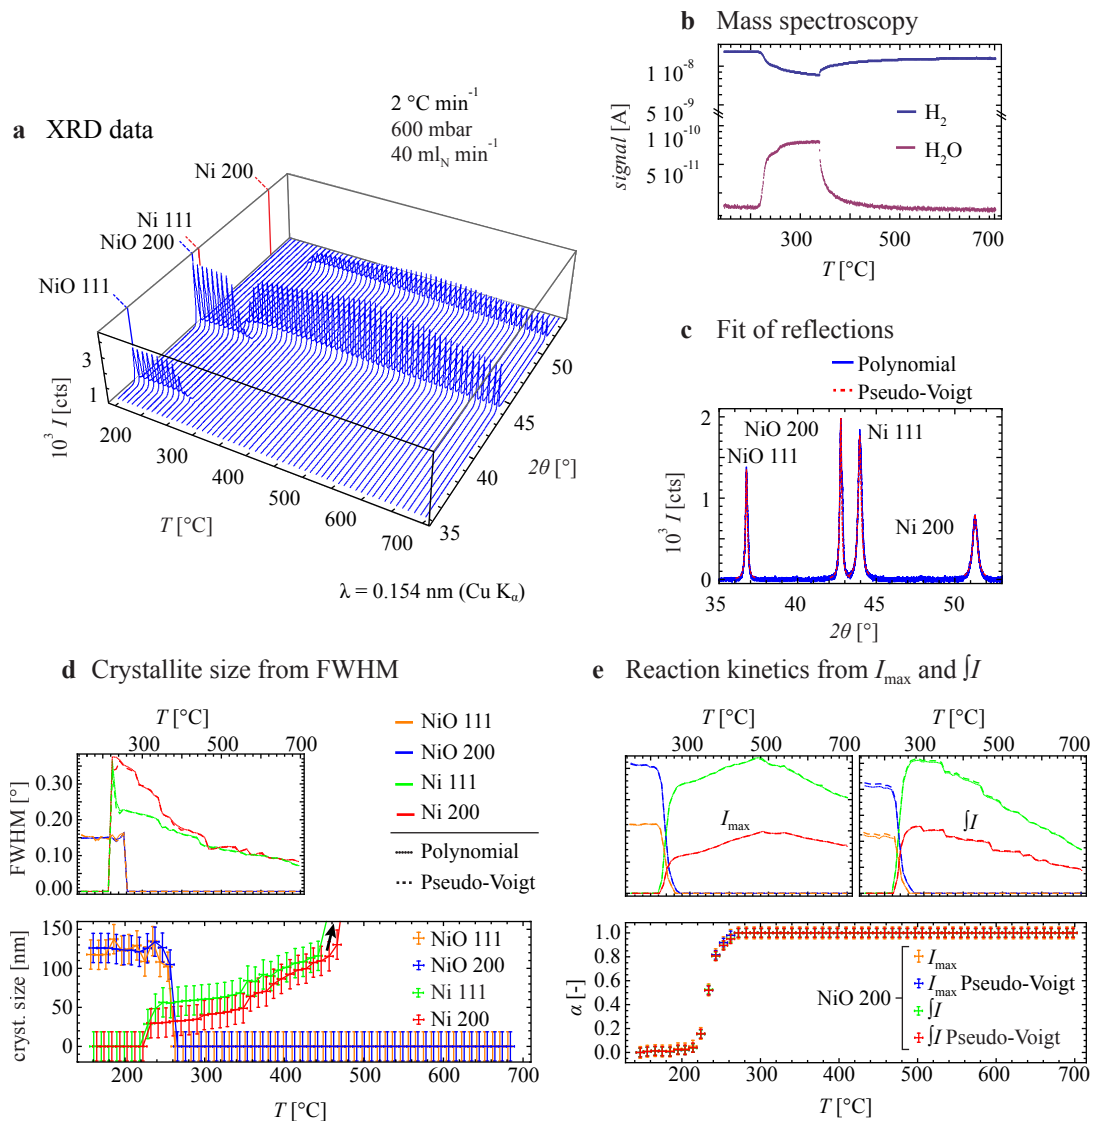 a XRD data
2 °C min⁻¹
600 mbar
40 mlN min⁻¹
Ni 200
Ni 111
NiO 200
NiO 111
3
1
10³ I [cts]
200
300
400
500
600
700
T [°C]
35
40
45
50
2θ [°]
λ = 0.154 nm (Cu Kα)
b Mass spectroscopy
1 10⁻⁸
5 10⁻⁹
1 10⁻¹⁰
5 10⁻¹¹
signal [A]
H₂
H₂O
300
500
700
T [°C]
c Fit of reflections
Polynomial
Pseudo-Voigt
2
1
0
10³ I [cts]
NiO 200
Ni 111
NiO 111
Ni 200
35
40
45
50
2θ [°]
d Crystallite size from FWHM
T [°C]
300
500
700
0.30
0.20
0.10
0.00
FWHM [°]
NiO 111
NiO 200
Ni 111
Ni 200
Polynomial
Pseudo-Voigt
150
100
50
0
cryst. size [nm]
NiO 111
NiO 200
Ni 111
Ni 200
200
300
400
500
600
700
T [°C]
e Reaction kinetics from Imax and ∫I
T [°C]
T [°C]
300
500
700
300
500
700
Imax
∫I
1.0
0.8
0.6
0.4
0.2
0.0
α [-]
NiO 200
Imax
Imax Pseudo-Voigt
∫I
∫I Pseudo-Voigt
200
300
400
500
600
700
T [°C]